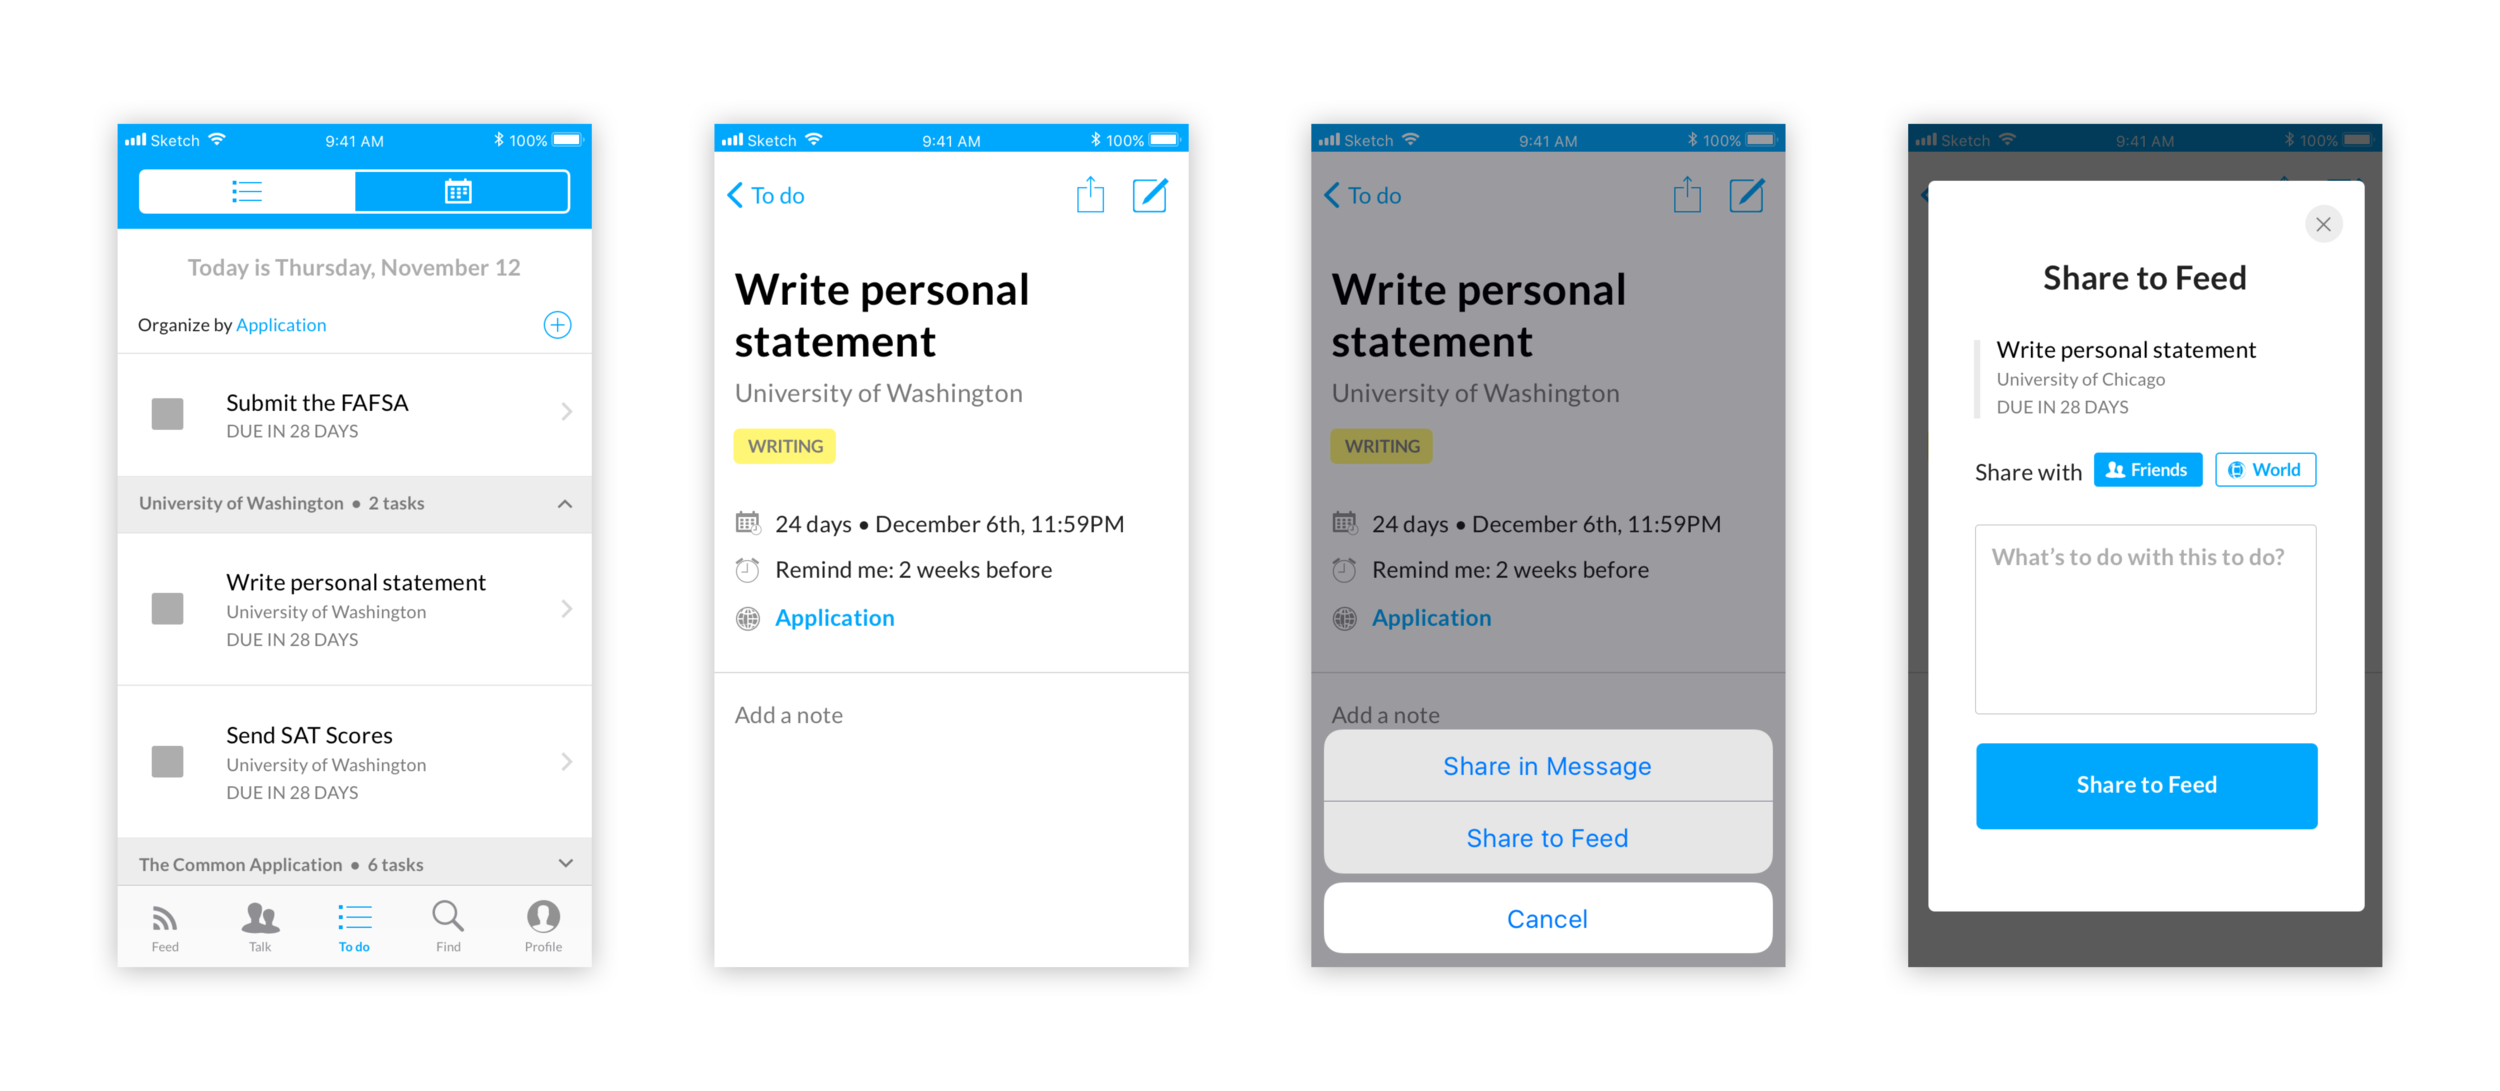 Sketch 9:41 AM 100%
Today is Thursday, November 12
Organize by Application
Submit the FAFSA
DUE IN 28 DAYS
University of Washington • 2 tasks
Write personal statement
University of Washington
DUE IN 28 DAYS
Send SAT Scores
University of Washington
DUE IN 28 DAYS
The Common Application • 6 tasks
Feed Talk To do Find Profile
Sketch 9:41 AM 100%
To do
Write personal
statement
University of Washington
WRITING
24 days • December 6th, 11:59PM
Remind me: 2 weeks before
Application
Add a note
Sketch 9:41 AM 100%
To do
Write personal
statement
University of Washington
WRITING
24 days • December 6th, 11:59PM
Remind me: 2 weeks before
Application
Add a note
Share in Message
Share to Feed
Cancel
Sketch 9:41 AM 100%
Share to Feed
Write personal statement
University of Chicago
DUE IN 28 DAYS
Share with Friends World
What’s to do with this to do?
Share to Feed